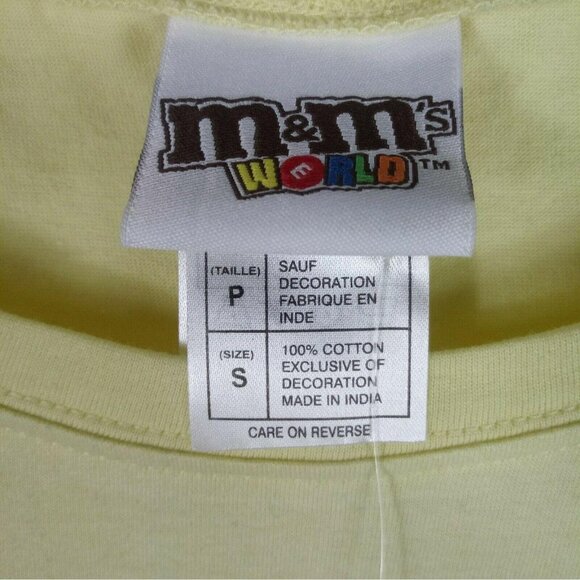 m&m's
WORLD™
(TAILLE)
P
SAUF
DECORATION
FABRIQUE EN
INDE
(SIZE)
S
100% COTTON
EXCLUSIVE OF
DECORATION
MADE IN INDIA
CARE ON REVERSE